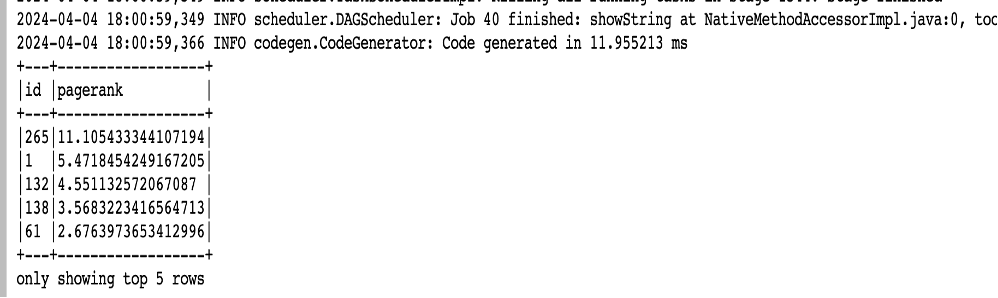 2024-04-04 18:00:59,349 INFO scheduler.DAGScheduler: Job 40 finished: showString at NativeMethodAccessorImpl.java:0, too
2024-04-04 18:00:59,366 INFO codegen.CodeGenerator: Code generated in 11.955213 ms
+---+------------------+
|id |pagerank          |
+---+------------------+
|265|11.105433344107194|
|1  |5.4718454249167205|
|132|4.551132572067087 |
|138|3.5683223416564713|
|61 |2.6763973653412996|
+---+------------------+
only showing top 5 rows